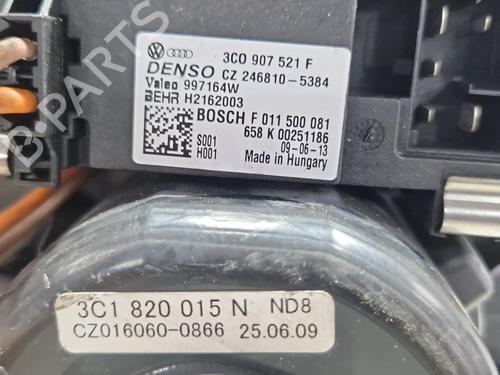 3C0 907 521 F
DENSO CZ 246810-5384
Valeo 997164W
BEHR H2162003
BOSCH F 011 500 081
658 K 00251186
S001 09-06-13
H001 Made in Hungary
3C1 820 015 N ND8
CZ016060-0866 25.06.09